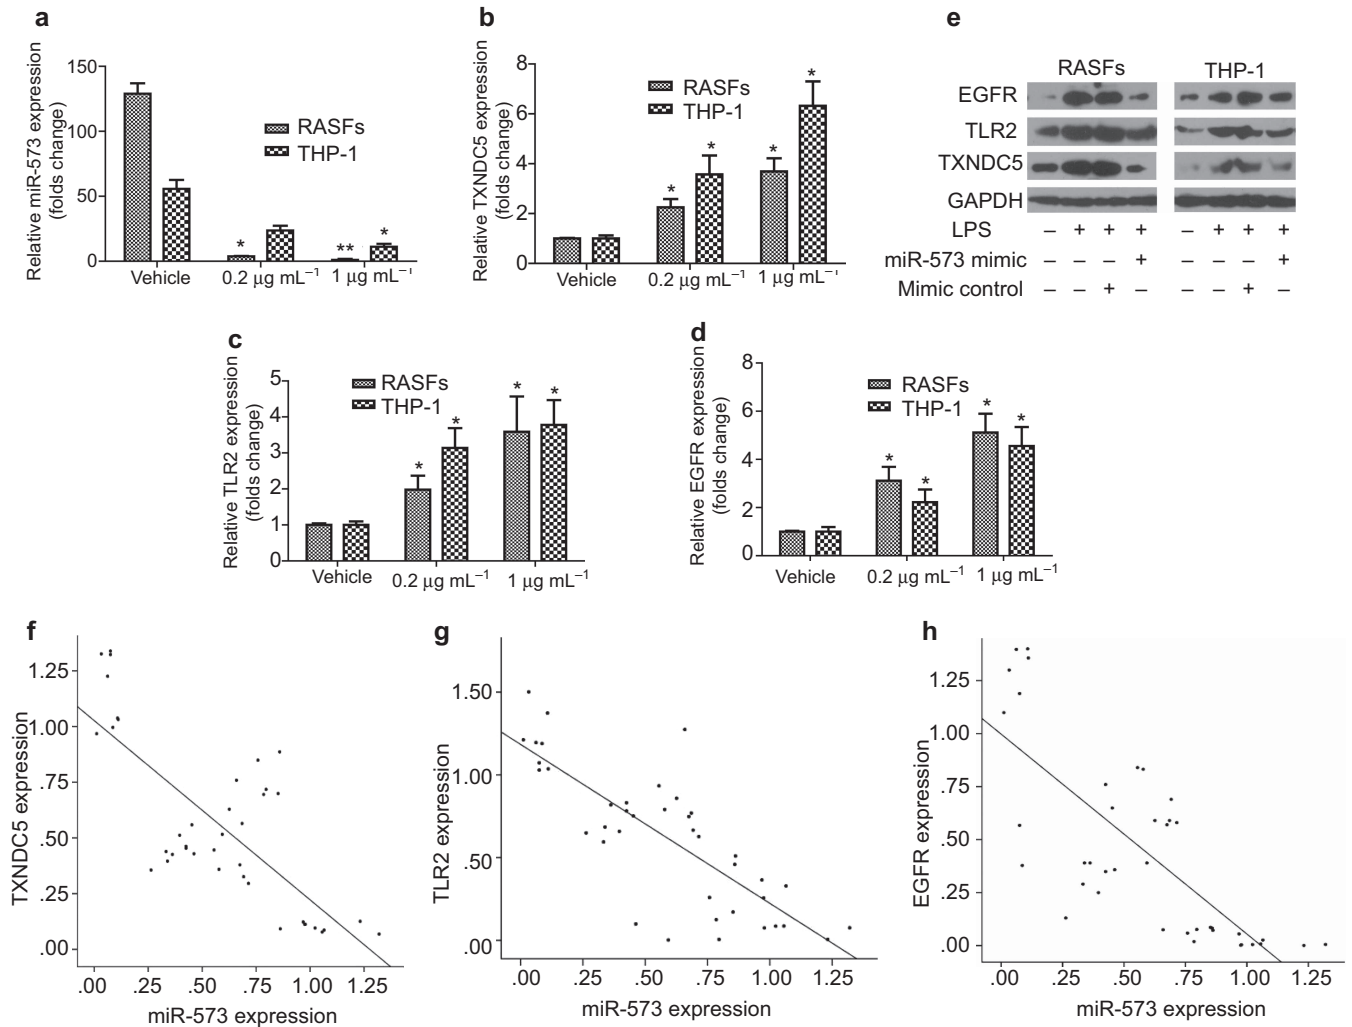 a
Relative miR-573 expression
(folds change)
150
100
50
0
RASFs
THP-1
*
**
*
Vehicle
0.2 μg mL–1
1 μg mL–1
b
Relative TXNDC5 expression
(folds change)
8
6
4
2
0
RASFs
THP-1
*
*
*
*
Vehicle
0.2 μg mL–1
1 μg mL–1
e
RASFs
THP-1
EGFR
TLR2
TXNDC5
GAPDH
LPS – + + + – + + +
miR-573 mimic – – – + – – – +
Mimic control – – + – – – + –
c
Relative TLR2 expression
(folds change)
5
4
3
2
1
0
RASFs
THP-1
*
*
*
*
Vehicle
0.2 μg mL–1
1 μg mL–1
d
Relative EGFR expression
(folds change)
8
6
4
2
0
RASFs
THP-1
*
*
*
*
Vehicle
0.2 μg mL–1
1 μg mL–1
f
TXNDC5 expression
1.25
1.00
.75
.50
.25
.00
.00 .25 .50 .75 1.00 1.25
miR-573 expression
g
TLR2 expression
1.50
1.00
.50
.00
.00 .25 .50 .75 1.00 1.25
miR-573 expression
h
EGFR expression
1.25
1.00
.75
.50
.25
.00
.00 .25 .50 .75 1.00 1.25
miR-573 expression